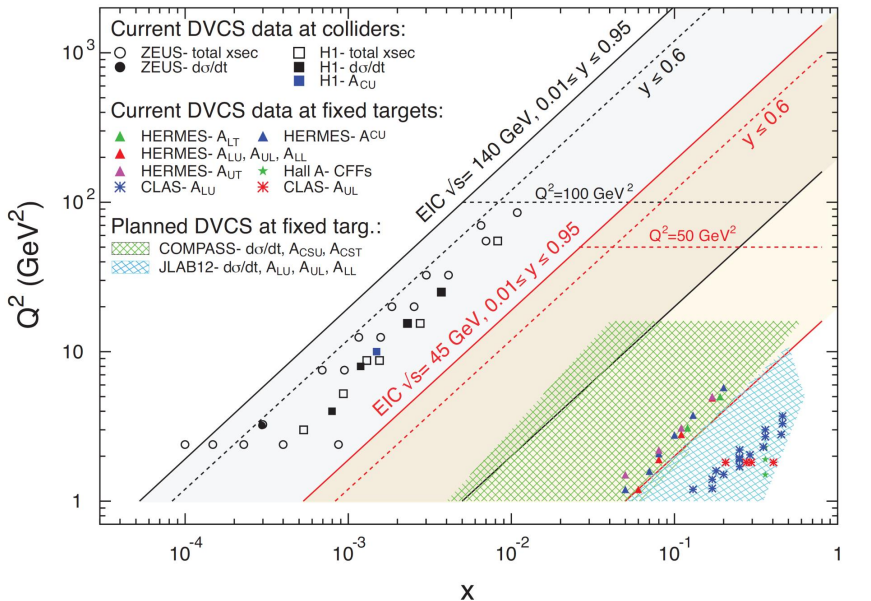 Current DVCS data at colliders:
ZEUS- total xsec
H1- total xsec
ZEUS- dσ/dt
H1- dσ/dt
H1- A_CU
Current DVCS data at fixed targets:
HERMES- A_LT
HERMES- A^CU
HERMES- A_LU, A_UL, A_LL
HERMES- A_UT
Hall A- CFFs
CLAS- A_LU
CLAS- A_UL
Planned DVCS at fixed targ.:
COMPASS- dσ/dt, A_CSU, A_CST
JLAB12- dσ/dt, A_LU, A_UL, A_LL
EIC √s= 140 GeV, 0.01≤ y ≤ 0.95
y ≤ 0.6
y ≤ 0.6
Q²=100 GeV²
Q²=50 GeV²
EIC √s= 45 GeV, 0.01≤ y ≤ 0.95
Q² (GeV²)
10³
10²
10
1
10⁻⁴
10⁻³
10⁻²
10⁻¹
1
x